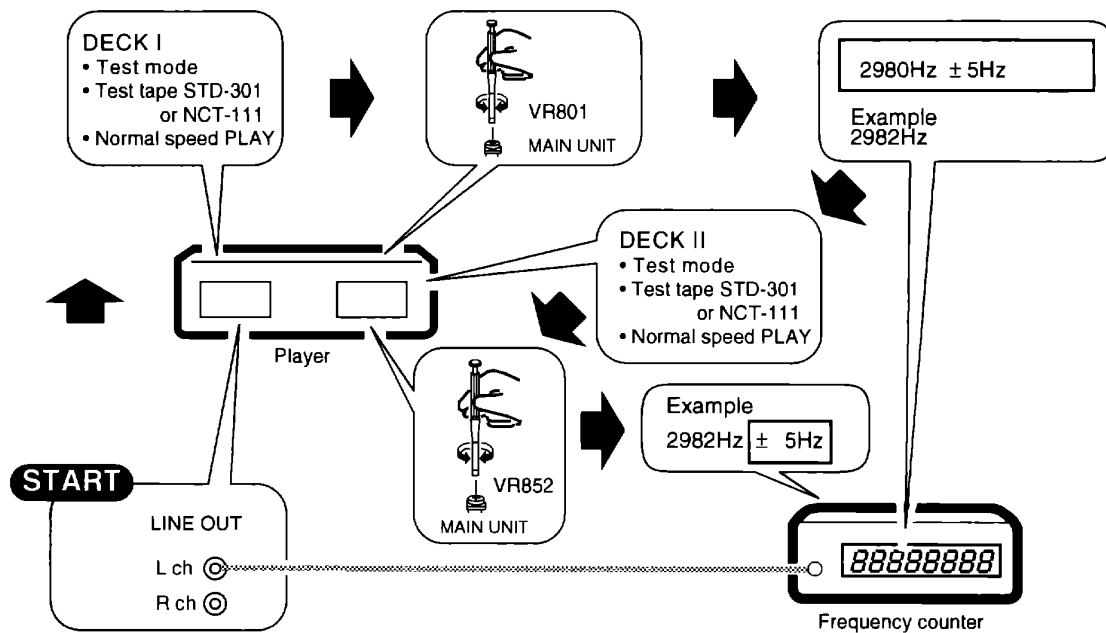 DECK I
• Test mode
• Test tape STD-301
or NCT-111
• Normal speed PLAY
VR801
MAIN UNIT
2980Hz ± 5Hz
Example
2982Hz
DECK II
• Test mode
• Test tape STD-301
or NCT-111
• Normal speed PLAY
Player
VR852
MAIN UNIT
Example
2982Hz ± 5Hz
START
LINE OUT
L ch
R ch
88888888
Frequency counter